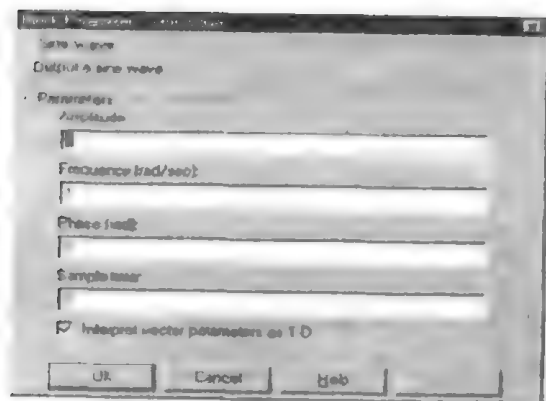 Sine wave
Output a sine wave
Parameters
Amplitude
Frequency (rad/sec):
1
Phase (rad):
Sample time:
Interpret vector parameters as 1-D
OK
Cancel
Help